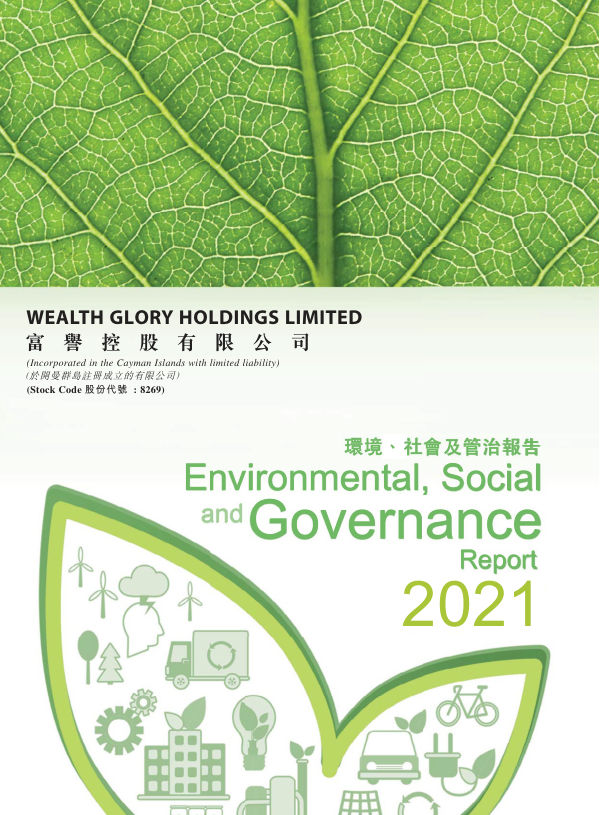 WEALTH GLORY HOLDINGS LIMITED
富譽控股有限公司
(Incorporated in the Cayman Islands with limited liability)
(於開曼群島註冊成立的有限公司)
(Stock Code 股份代號 : 8269)
環境、社會及管治報告
Environmental, Social
and Governance
Report
2021